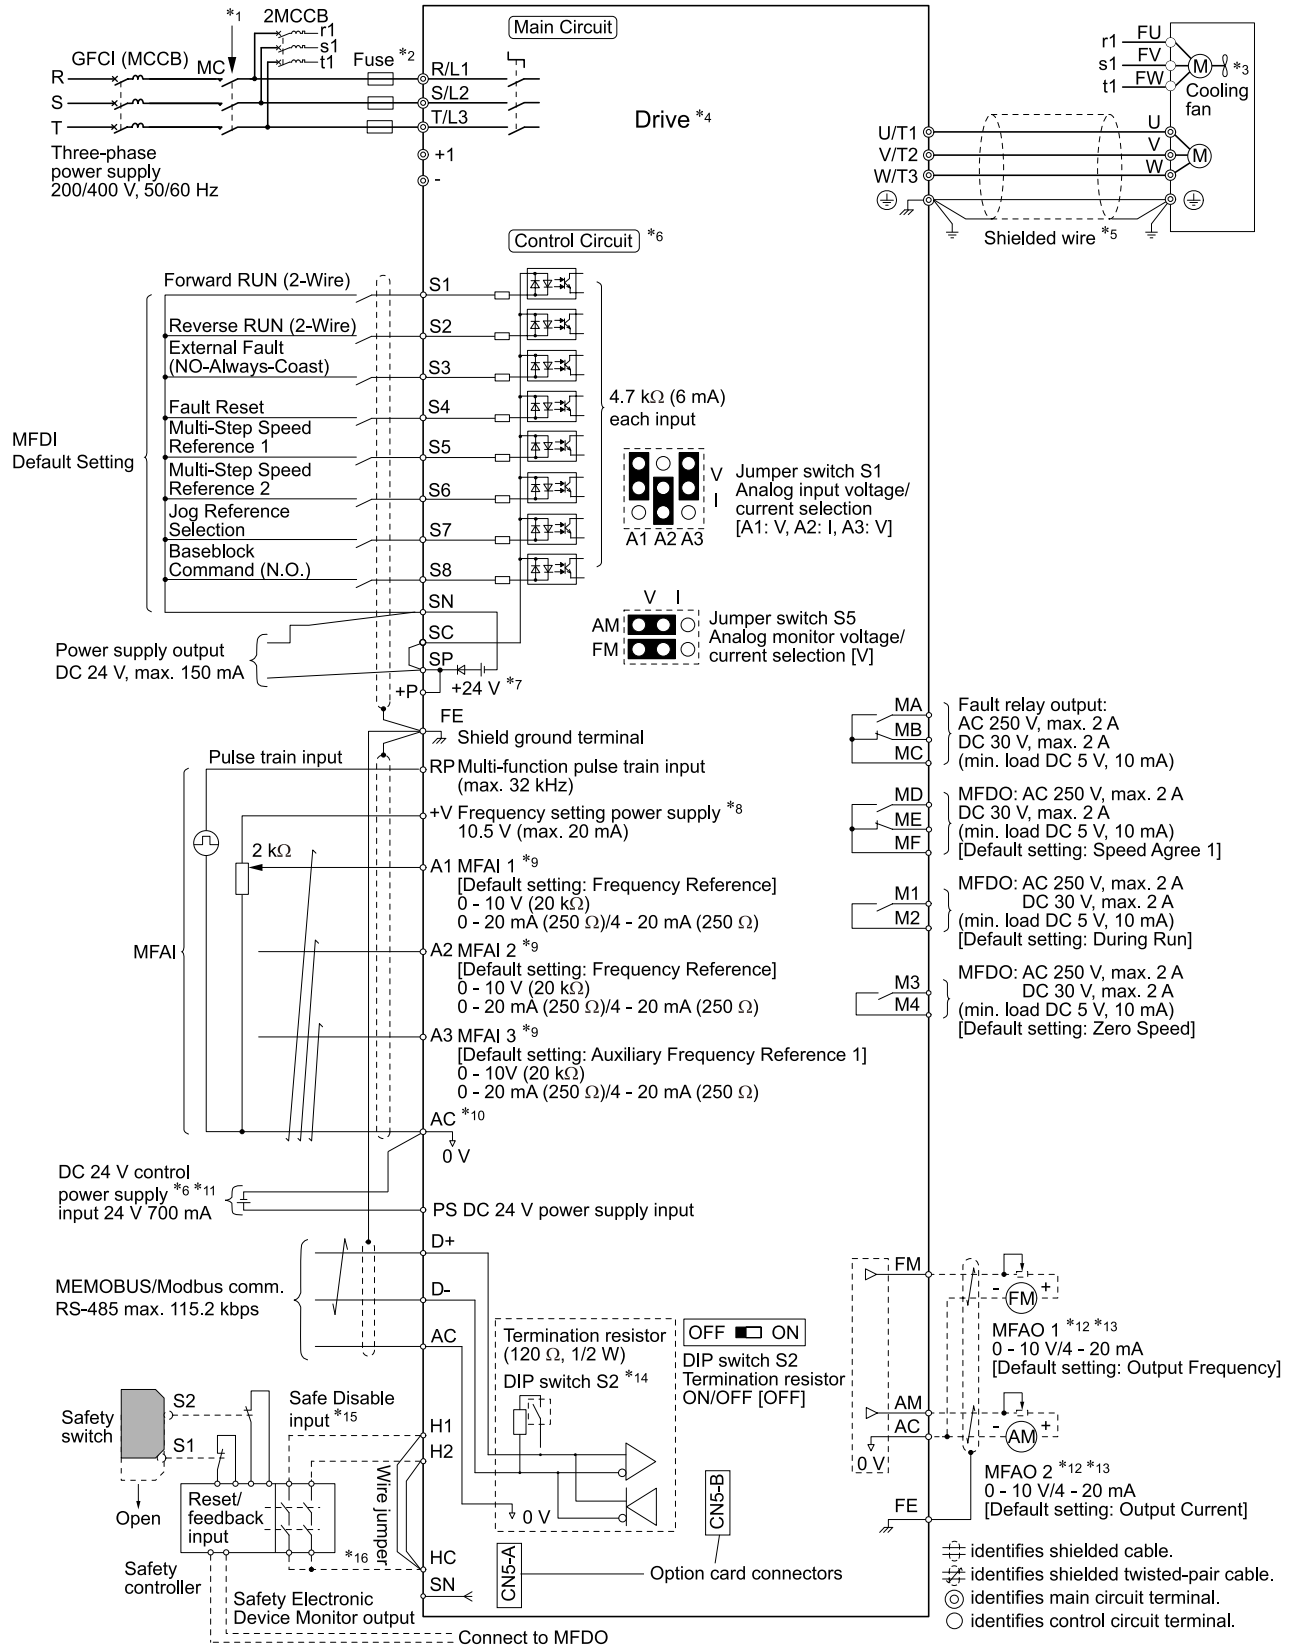 *1
2MCCB
r1
s1
t1
GFCI (MCCB)
MC
Fuse *2
R
S
T
R/L1
S/L2
T/L3
+1
-
Three-phase
power supply
200/400 V, 50/60 Hz
Main Circuit
Drive *4
r1
s1
t1
FU
FV
FW
M
*3
Cooling
fan
U/T1
V/T2
W/T3
U
V
W
M
Shielded wire *5
Control Circuit *6
MFDI
Default Setting
Forward RUN (2-Wire)
S1
Reverse RUN (2-Wire)
S2
External Fault
(NO-Always-Coast)
S3
Fault Reset
S4
Multi-Step Speed
Reference 1
S5
Multi-Step Speed
Reference 2
S6
Jog Reference
Selection
S7
Baseblock
Command (N.O.)
S8
SN
SC
SP
+P
+24 V *7
4.7 kΩ (6 mA)
each input
V
I
A1 A2 A3
Jumper switch S1
Analog input voltage/
current selection
[A1: V, A2: I, A3: V]
V I
AM
FM
Jumper switch S5
Analog monitor voltage/
current selection [V]
Power supply output
DC 24 V, max. 150 mA
FE
Shield ground terminal
Pulse train input
RP Multi-function pulse train input
(max. 32 kHz)
+V Frequency setting power supply *8
10.5 V (max. 20 mA)
2 kΩ
A1 MFAI 1 *9
[Default setting: Frequency Reference]
0 - 10 V (20 kΩ)
0 - 20 mA (250 Ω)/4 - 20 mA (250 Ω)
MFAI
A2 MFAI 2 *9
[Default setting: Frequency Reference]
0 - 10 V (20 kΩ)
0 - 20 mA (250 Ω)/4 - 20 mA (250 Ω)
A3 MFAI 3 *9
[Default setting: Auxiliary Frequency Reference 1]
0 - 10V (20 kΩ)
0 - 20 mA (250 Ω)/4 - 20 mA (250 Ω)
AC *10
0 V
DC 24 V control
power supply *6 *11
input 24 V 700 mA
PS DC 24 V power supply input
MA
MB
MC
Fault relay output:
AC 250 V, max. 2 A
DC 30 V, max. 2 A
(min. load DC 5 V, 10 mA)
MD
ME
MF
MFDO: AC 250 V, max. 2 A
DC 30 V, max. 2 A
(min. load DC 5 V, 10 mA)
[Default setting: Speed Agree 1]
M1
M2
MFDO: AC 250 V, max. 2 A
DC 30 V, max. 2 A
(min. load DC 5 V, 10 mA)
[Default setting: During Run]
M3
M4
MFDO: AC 250 V, max. 2 A
DC 30 V, max. 2 A
(min. load DC 5 V, 10 mA)
[Default setting: Zero Speed]
MEMOBUS/Modbus comm.
RS-485 max. 115.2 kbps
D+
D-
AC
Termination resistor
(120 Ω, 1/2 W)
DIP switch S2 *14
0 V
OFF ON
DIP switch S2
Termination resistor
ON/OFF [OFF]
FM
- +
FM
MFAO 1 *12 *13
0 - 10 V/4 - 20 mA
[Default setting: Output Frequency]
AM
AC
0 V
- +
AM
MFAO 2 *12 *13
0 - 10 V/4 - 20 mA
[Default setting: Output Current]
FE
Safety
switch
S2
S1
Open
Safe Disable
input *15
H1
H2
Wire jumper
Reset/
feedback
input
*16
HC
SN
Safety
controller
Safety Electronic
Device Monitor output
Connect to MFDO
CN5-A
CN5-B
Option card connectors
identifies shielded cable.
identifies shielded twisted-pair cable.
identifies main circuit terminal.
identifies control circuit terminal.